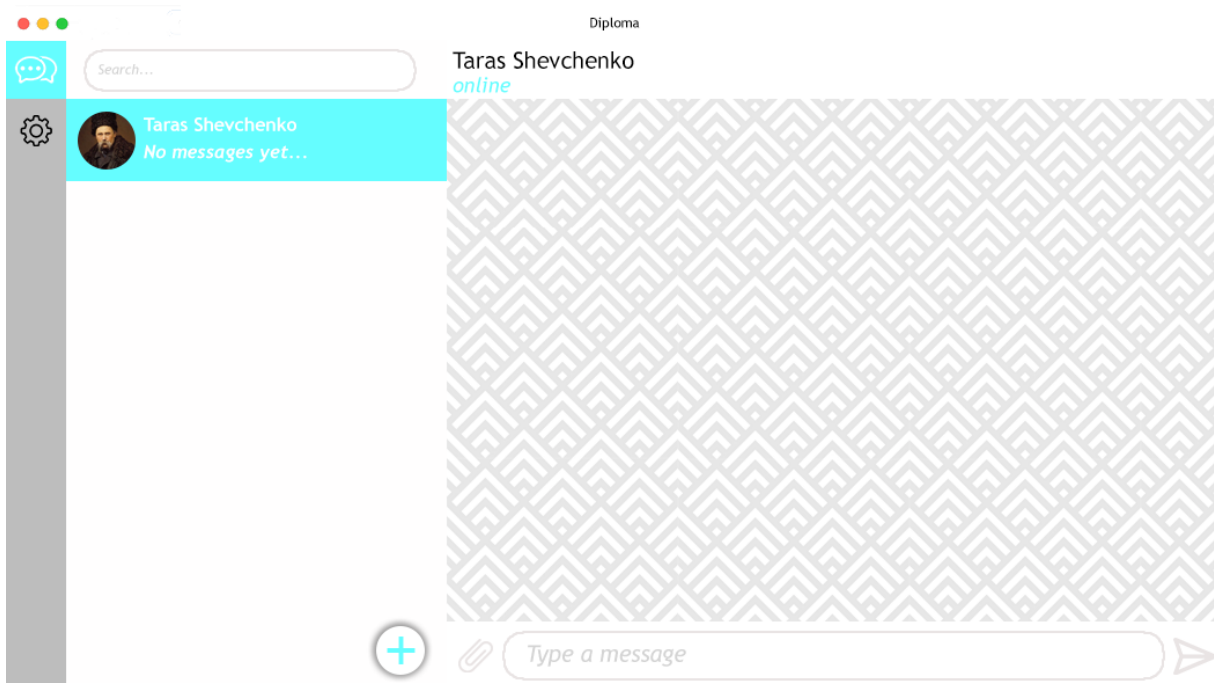 Diploma
Search...
Taras Shevchenko
No messages yet...
Taras Shevchenko
online
Type a message